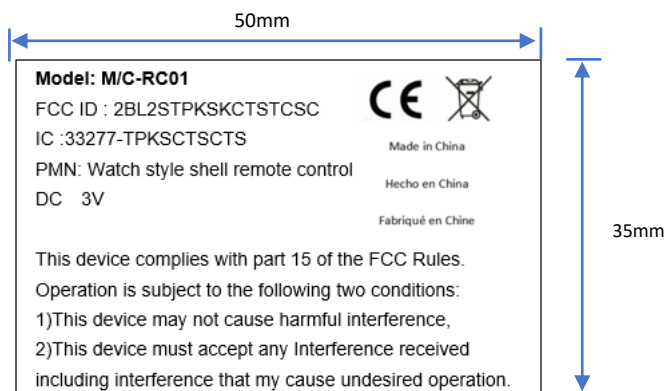 50mm
Model: M/C-RC01
FCC ID : 2BL2STPKSKCTSTCSC
IC :33277-TPKSCTSCTS
PMN: Watch style shell remote control
DC 3V
CE
Made in China
Hecho en China
Fabriqué en Chine
35mm
This device complies with part 15 of the FCC Rules.
Operation is subject to the following two conditions:
1)This device may not cause harmful interference,
2)This device must accept any Interference received
including interference that my cause undesired operation.